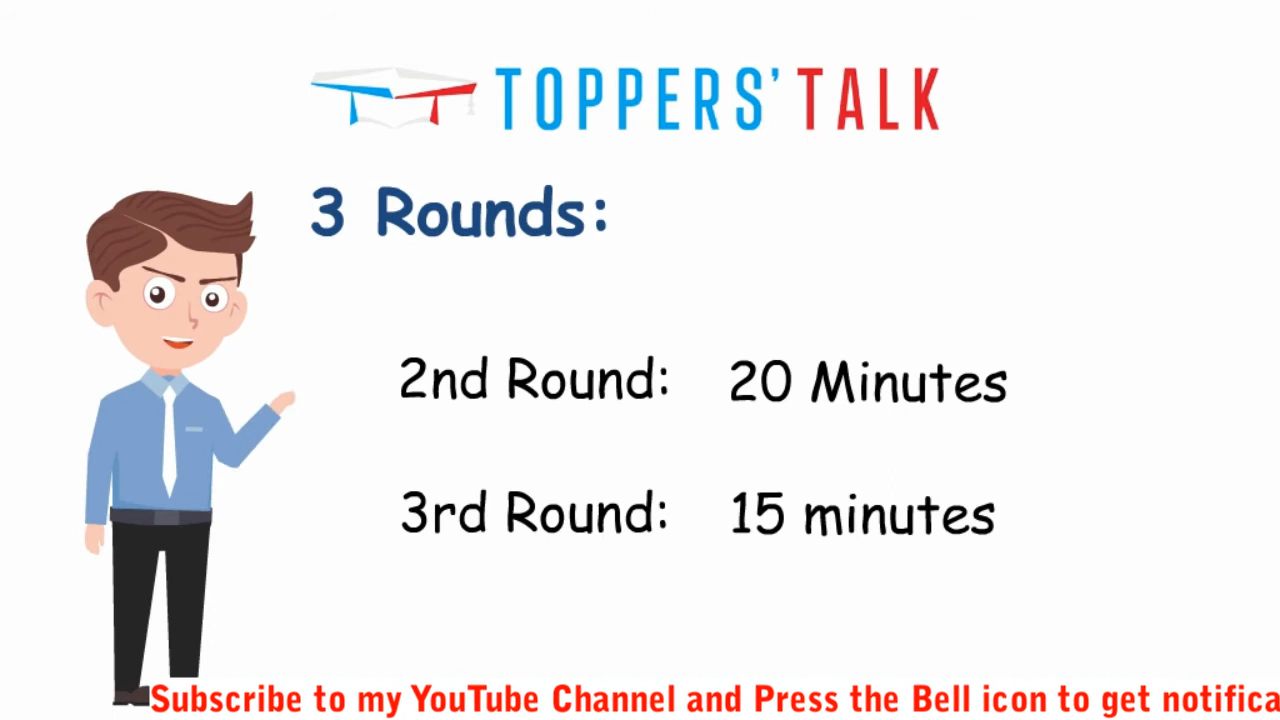 TOPPERS' TALK
3 Rounds:
2nd Round: 20 Minutes
3rd Round: 15 minutes
Subscribe to my YouTube Channel and Press the Bell icon to get notifica